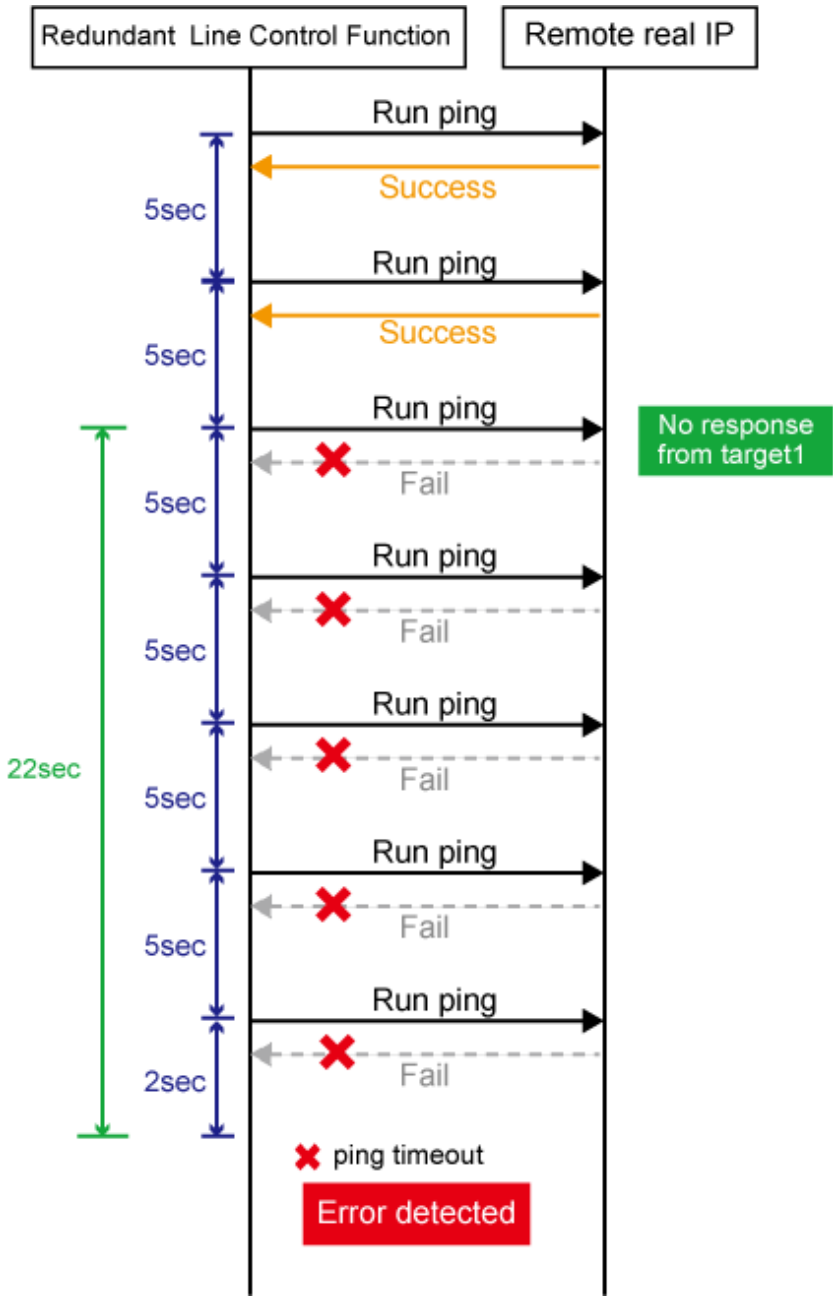 Redundant Line Control Function
Remote real IP
Run ping
Success
5sec
Run ping
Success
5sec
Run ping
No response
from target1
Fail
5sec
Run ping
Fail
5sec
Run ping
22sec
Fail
5sec
Run ping
Fail
5sec
Run ping
Fail
2sec
ping timeout
Error detected